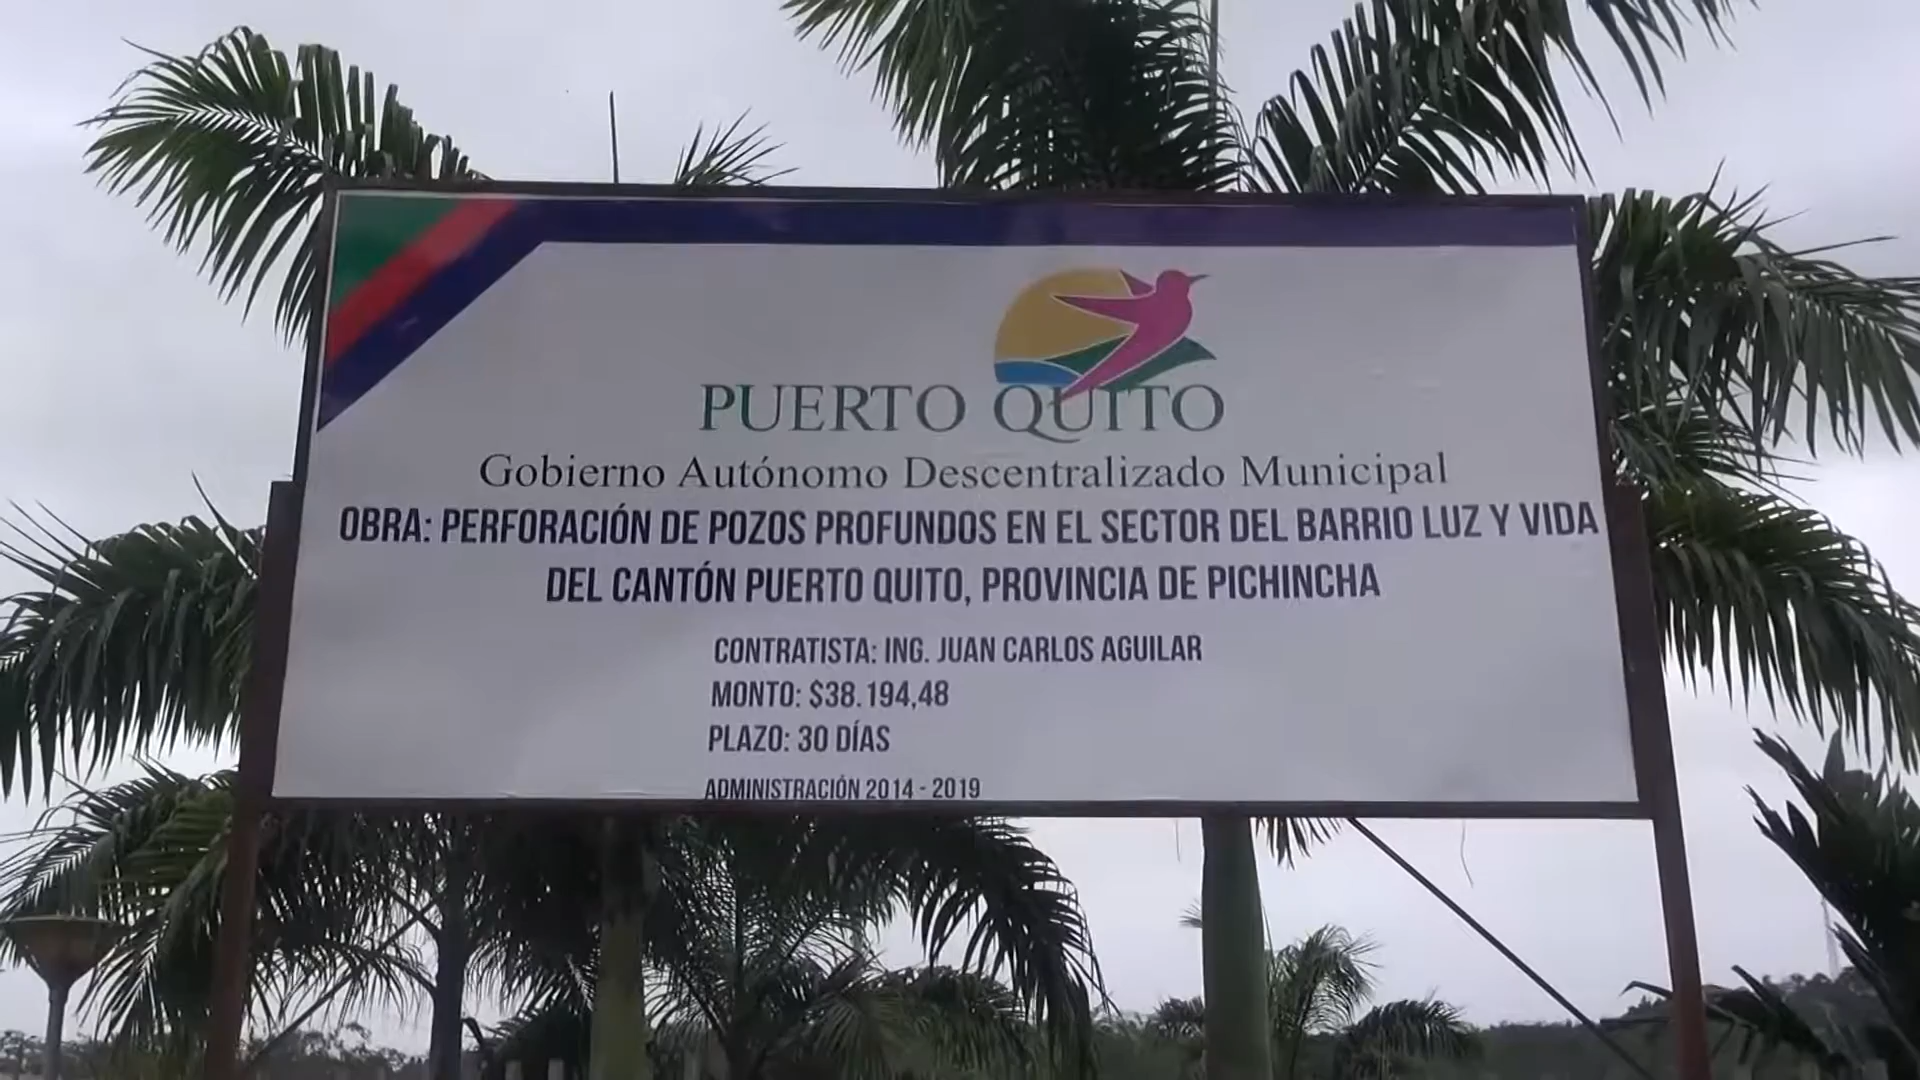 PUERTO QUITO
Gobierno Autónomo Descentralizado Municipal
OBRA: PERFORACIÓN DE POZOS PROFUNDOS EN EL SECTOR DEL BARRIO LUZ Y VIDA
DEL CANTÓN PUERTO QUITO, PROVINCIA DE PICHINCHA
CONTRATISTA: ING. JUAN CARLOS AGUILAR
MONTO: $38.194,48
PLAZO: 30 DÍAS
ADMINISTRACIÓN 2014 - 2019